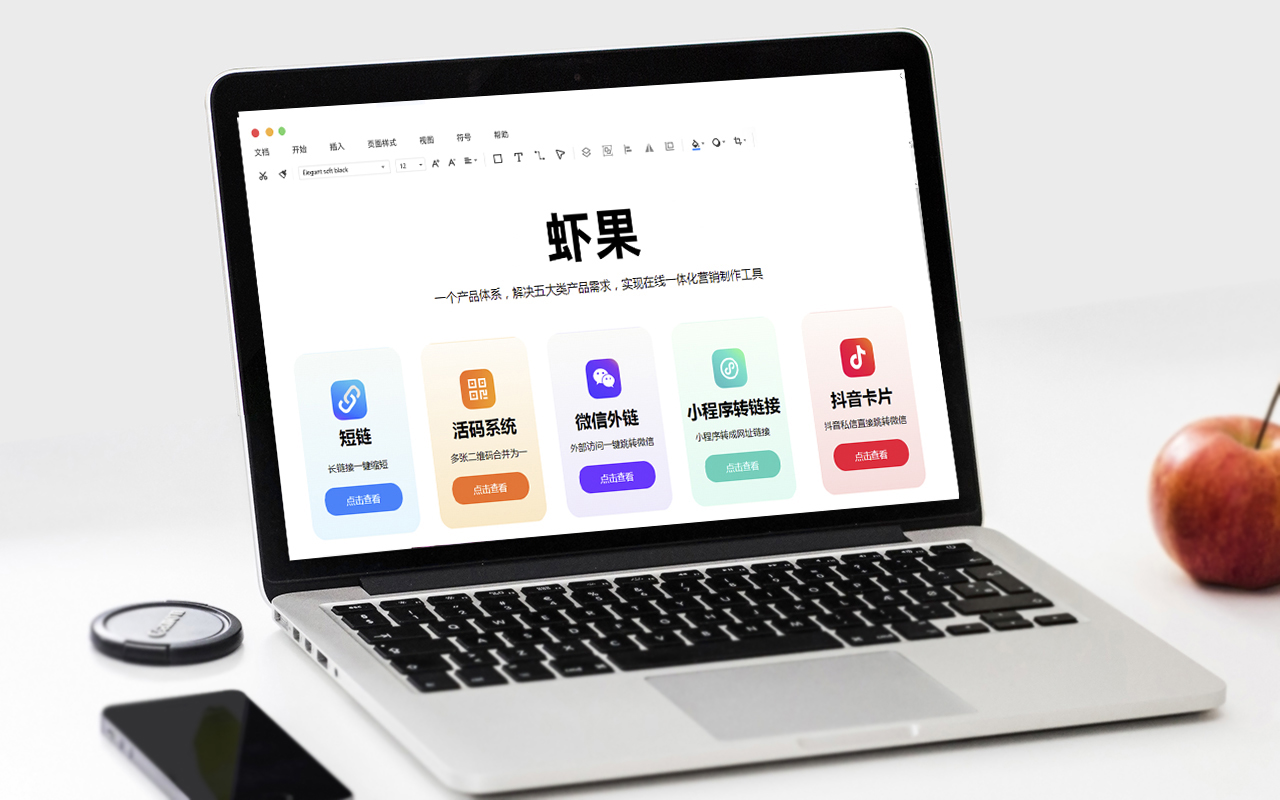 文档 开始 插入 页面样式 视图 符号 帮助
Elegant soft black 12
虾果
一个产品体系，解决五大类产品需求，实现在线一体化营销制作工具
短链
长链接一键缩短
点击查看
活码系统
多张二维码合并为一
点击查看
微信外链
外部访问一键跳转微信
点击查看
小程序转链接
小程序转成网址链接
点击查看
抖音卡片
抖音私信直接跳转微信
点击查看